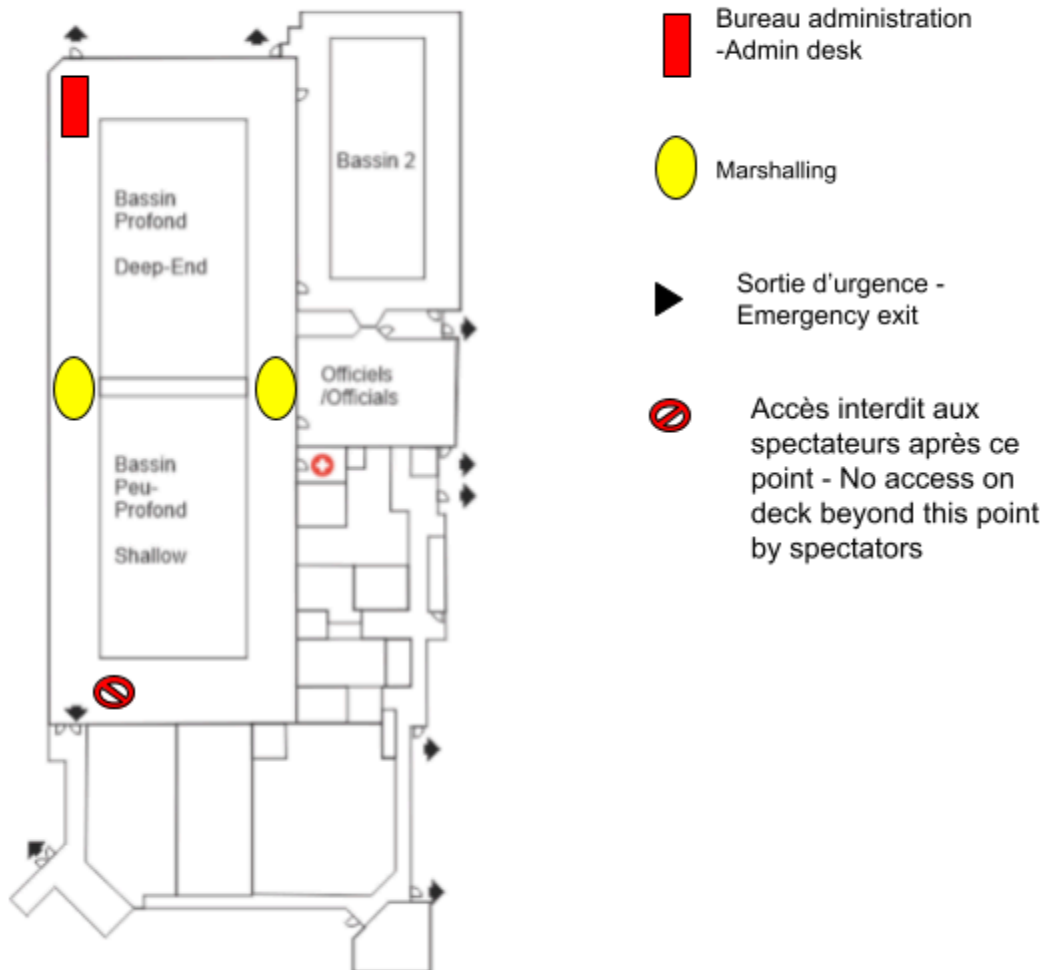 Bassin 2
Bassin
Profond
Deep-End
Officiels
/Officials
Bassin
Peu-
Profond
Shallow
Bureau administration
-Admin desk
Marshalling
Sortie d'urgence -
Emergency exit
Accès interdit aux
spectateurs après ce
point - No access on
deck beyond this point
by spectators